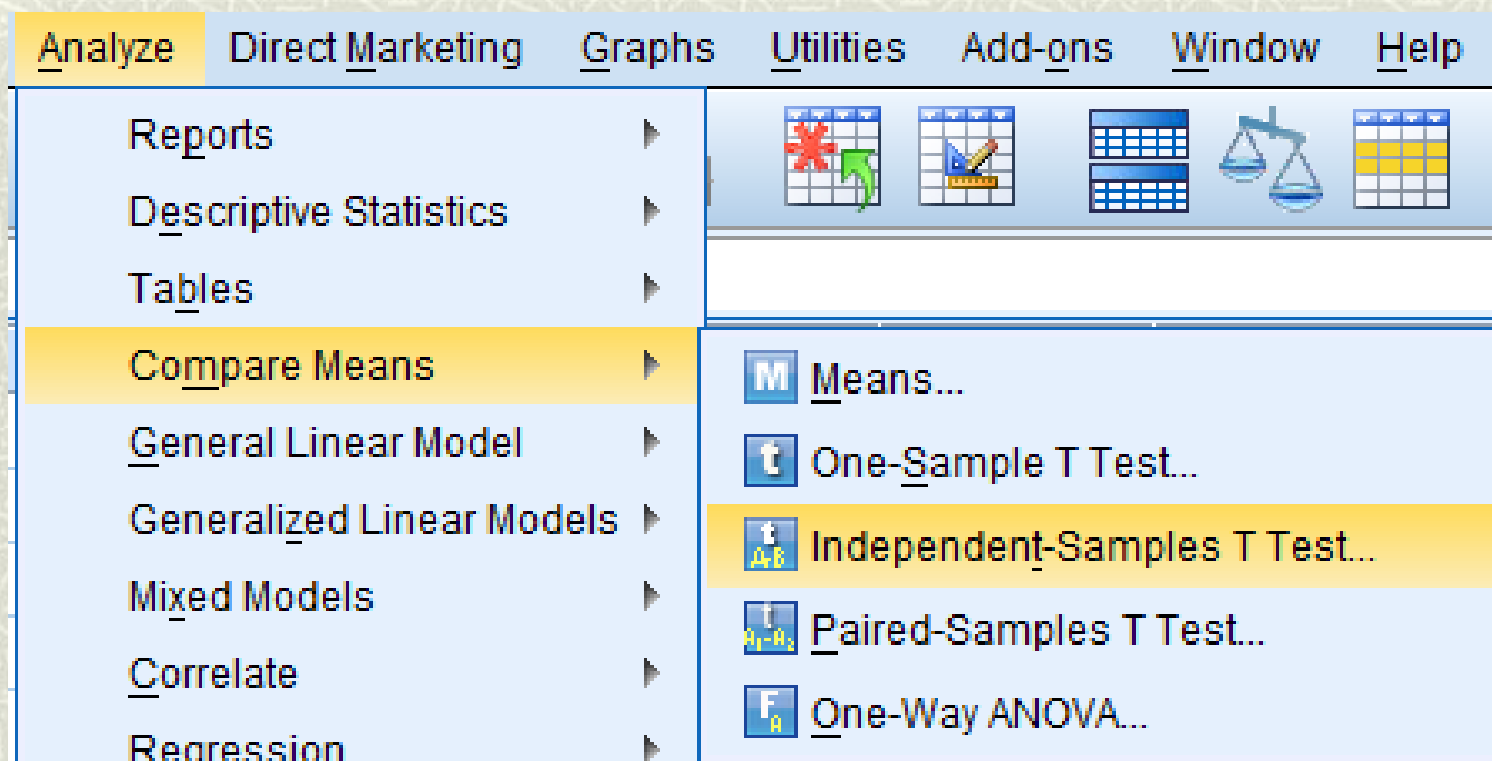 Analyze Direct Marketing Graphs Utilities Add-ons Window Help
Reports
Descriptive Statistics
Tables
Compare Means
General Linear Model
Generalized Linear Models
Mixed Models
Correlate
Regression
M Means...
t One-Sample T Test...
t A-B Independent-Samples T Test...
t A1-A2 Paired-Samples T Test...
F A One-Way ANOVA...